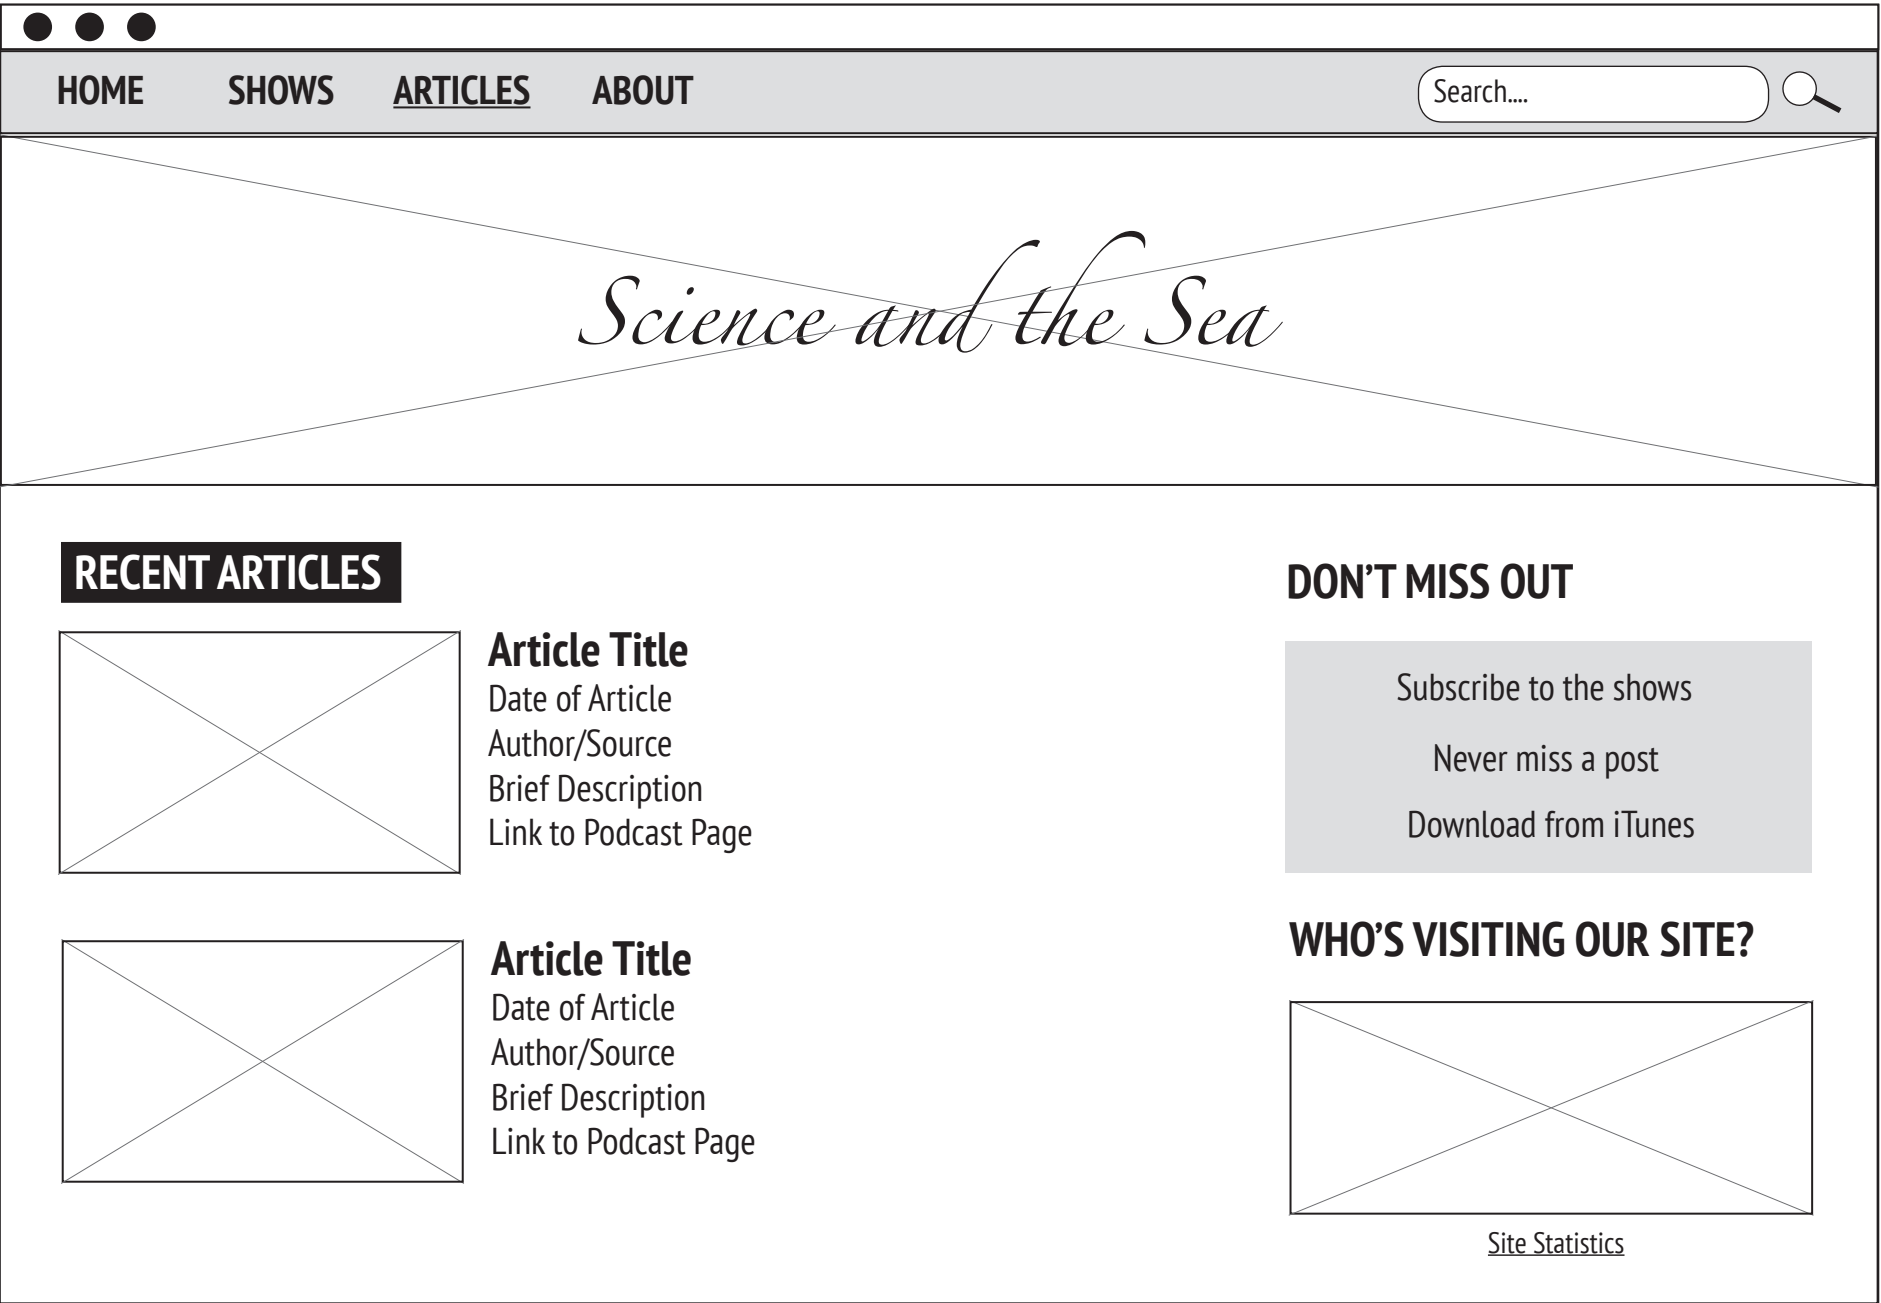 HOME SHOWS ARTICLES ABOUT Search....
Science and the Sea
RECENT ARTICLES
Article Title
Date of Article
Author/Source
Brief Description
Link to Podcast Page
Article Title
Date of Article
Author/Source
Brief Description
Link to Podcast Page
DON’T MISS OUT
Subscribe to the shows
Never miss a post
Download from iTunes
WHO’S VISITING OUR SITE?
Site Statistics